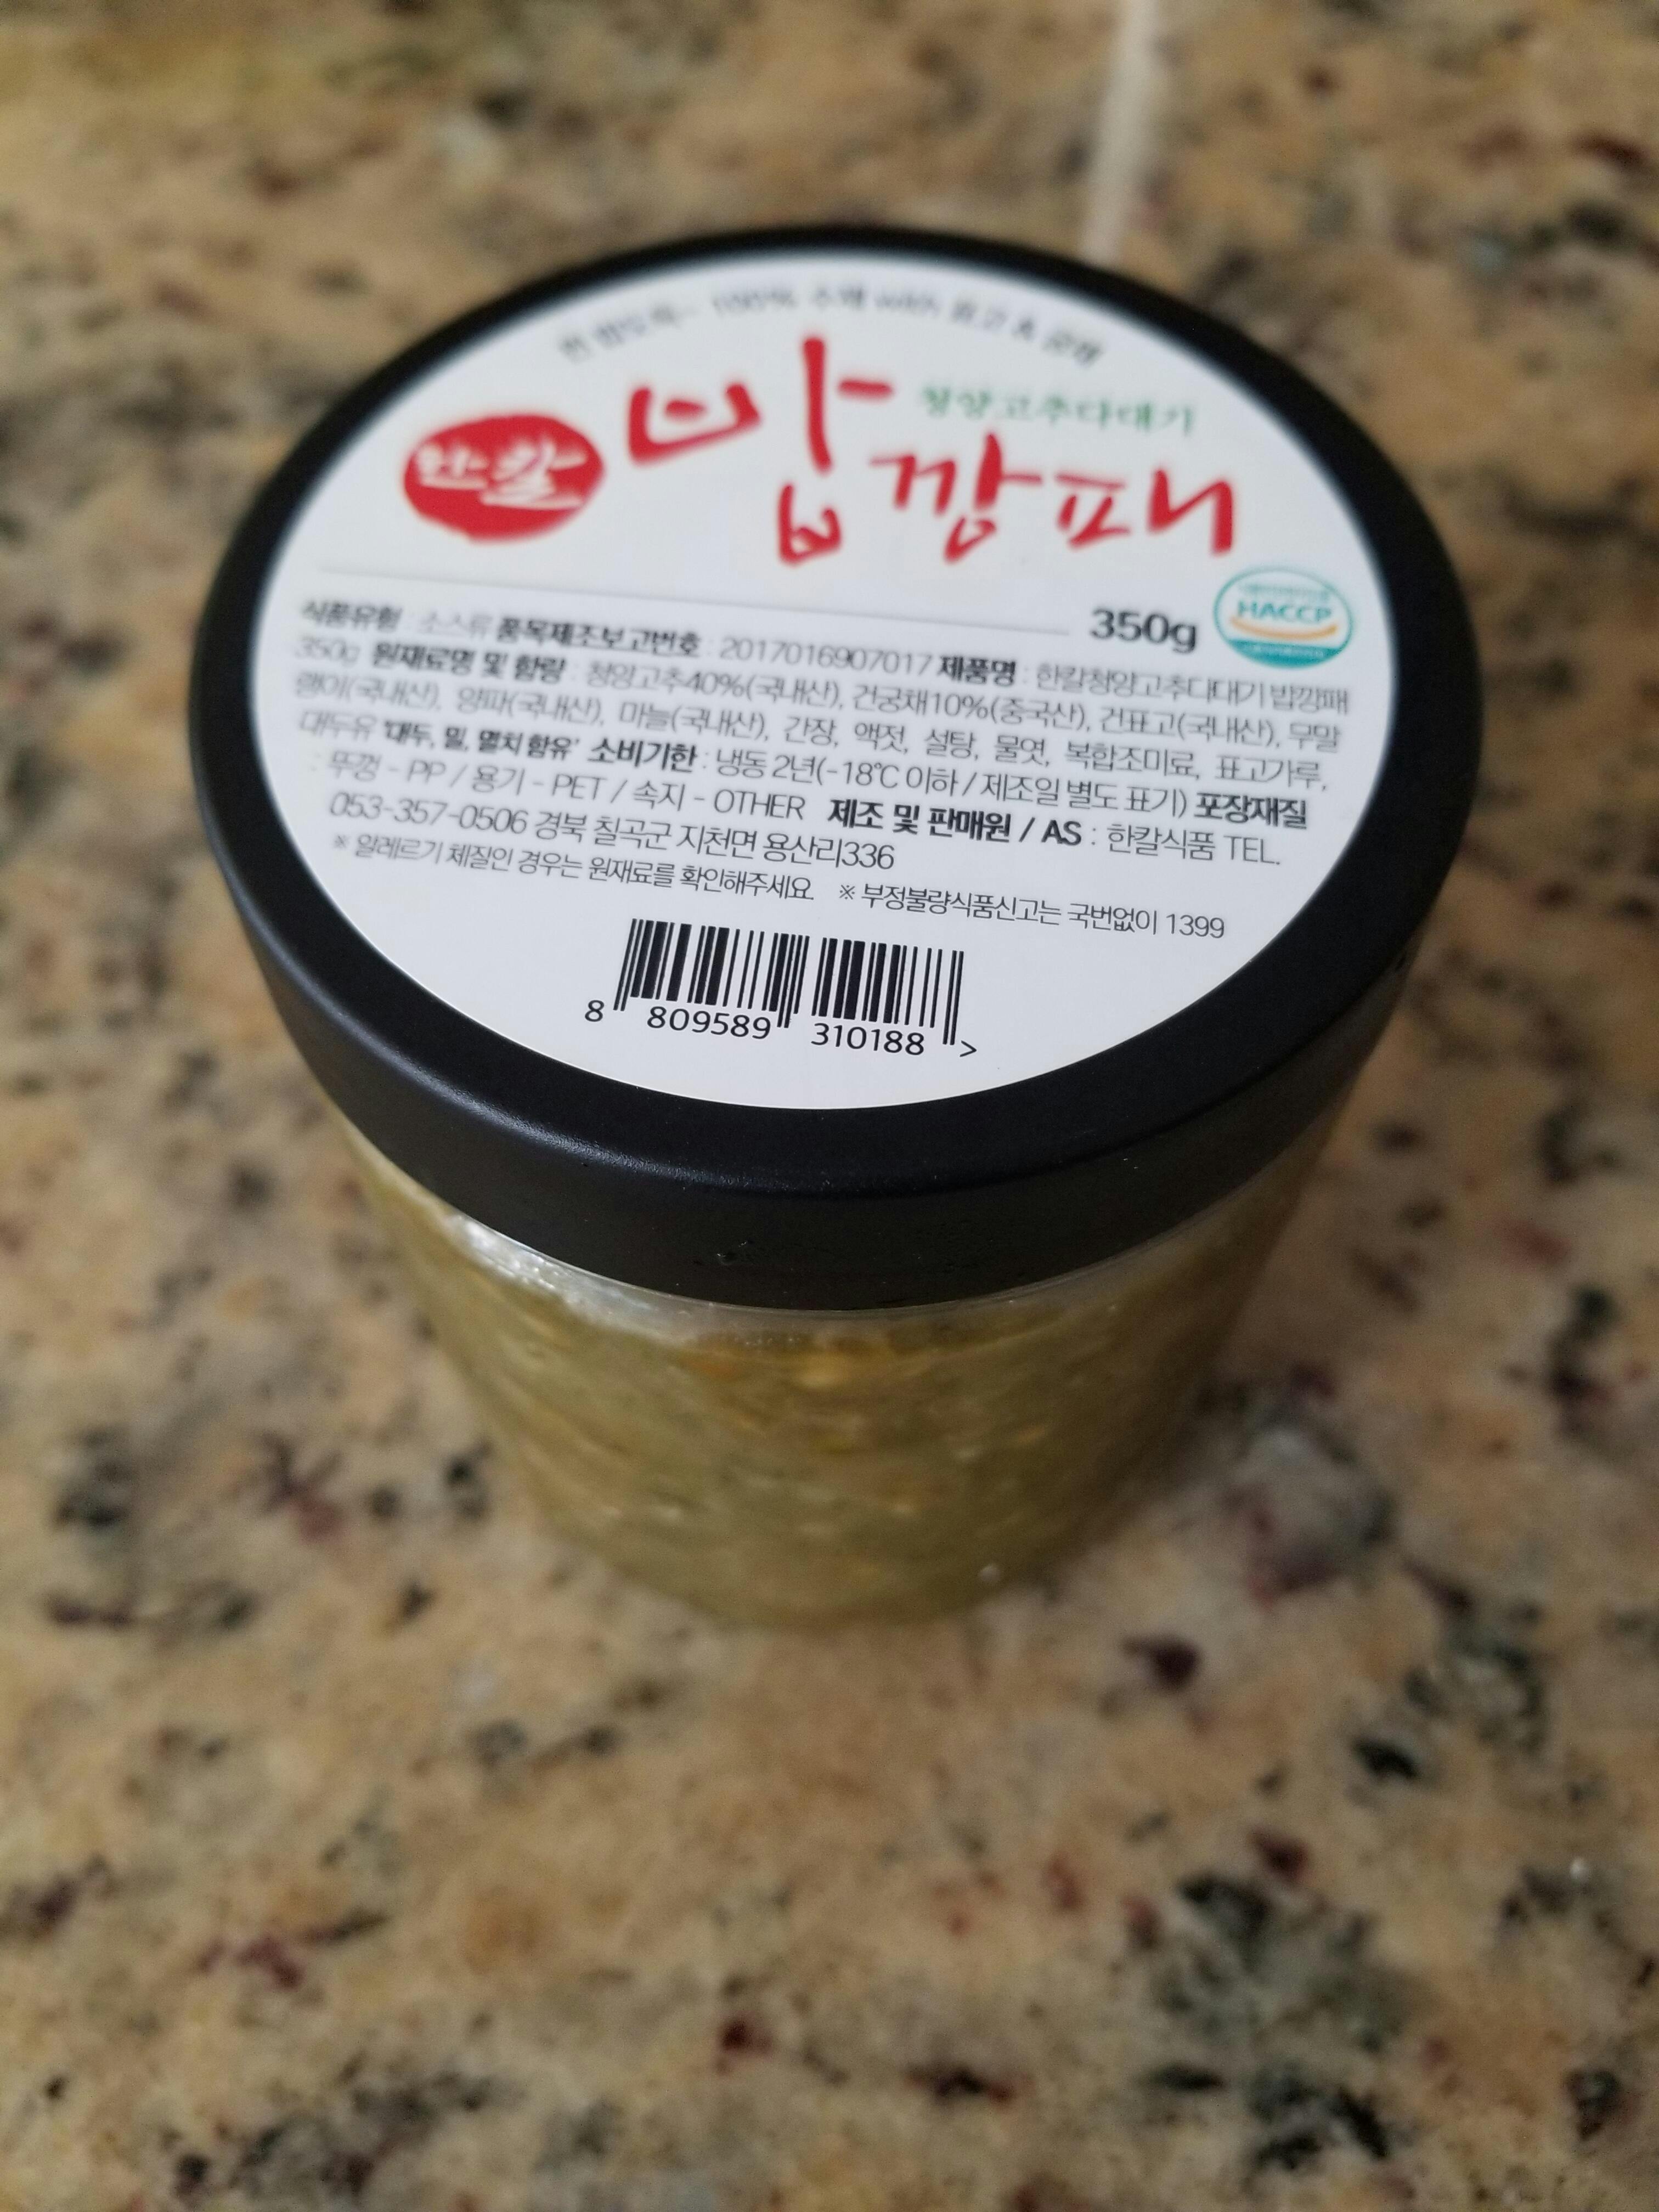 100% 수제 with 표고 & 궁채
청양고추다대기
한칼 밥깡패
350g
HACCP
식품유형 : 소스류 품목제조보고번호 : 2017016907017 제품명 : 한칼청양고추다대기 밥깡패
350g 원재료명 및 함량 : 청양고추40%(국내산), 건궁채10%(중국산), 건표고(국내산), 무말
랭이(국내산), 양파(국내산), 마늘(국내산), 간장, 액젓, 설탕, 물엿, 복합조미료, 표고가루,
대두유 '대두, 밀, 멸치 함유' 소비기한 : 냉동 2년(-18℃ 이하 / 제조일 별도 표기) 포장재질
: 뚜껑 - PP / 용기 - PET / 속지 - OTHER 제조 및 판매원 / AS : 한칼식품 TEL.
053-357-0506 경북 칠곡군 지천면 용산리336
※ 알레르기 체질인 경우는 원재료를 확인해주세요. ※ 부정불량식품신고는 국번없이 1399
8 809589 310188 >